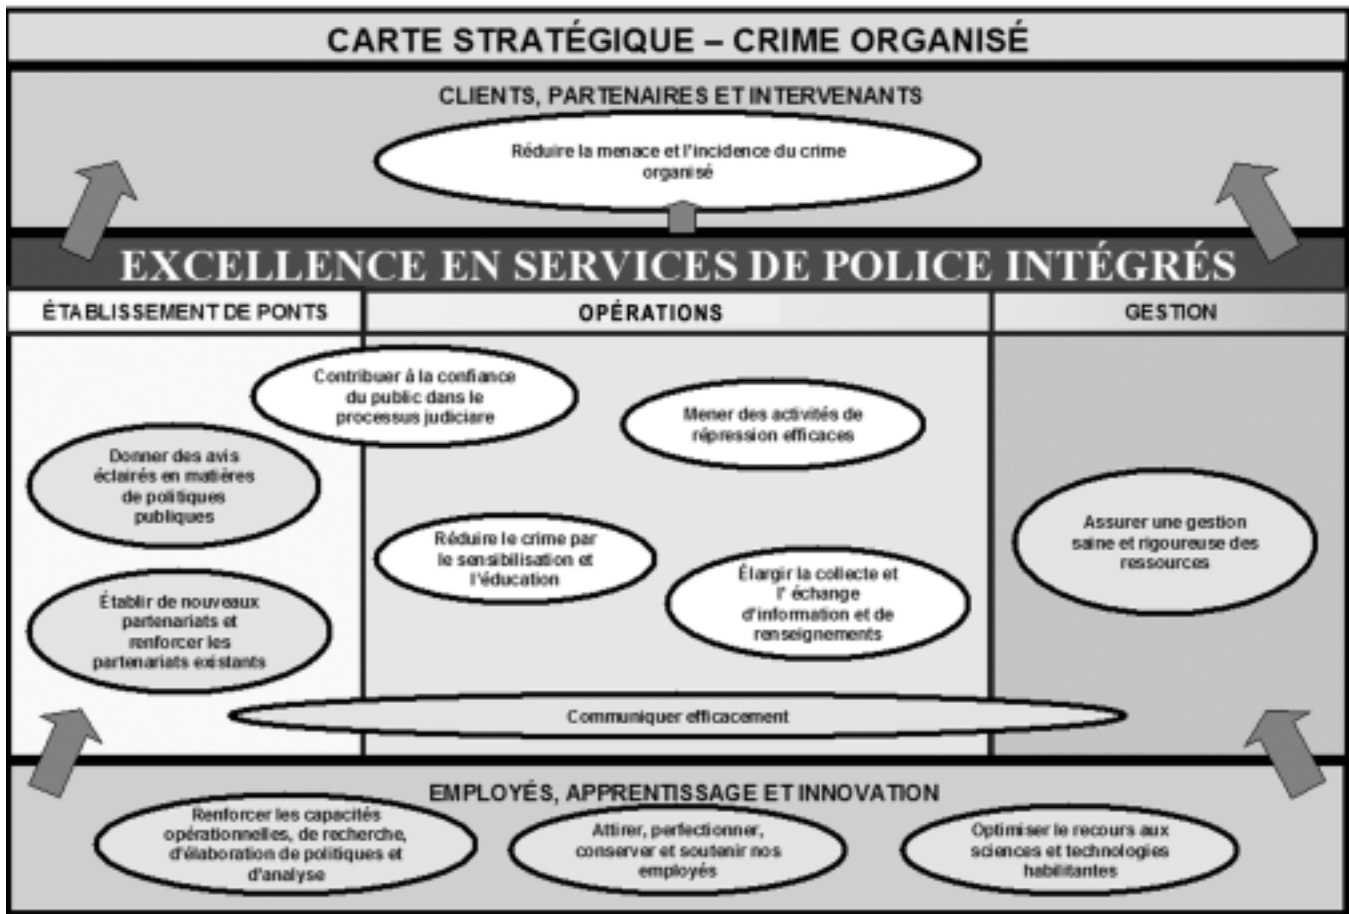 CARTE STRATÉGIQUE – CRIME ORGANISÉ
CLIENTS, PARTENAIRES ET INTERVENANTS
Réduire la menace et l'incidence du crime
organisé
EXCELLENCE EN SERVICES DE POLICE INTÉGRÉS
ÉTABLISSEMENT DE PONTS
OPÉRATIONS
GESTION
Contribuer à la confiance
du public dans le
processus judiciare
Mener des activités de
répression efficaces
Donner des avis
éclairés en matières
de politiques
publiques
Réduire le crime par
le sensibilisation et
l'éducation
Élargir la collecte et
l' échange
d'information et de
renseignements
Assurer une gestion
saine et rigoureuse des
ressources
Établir de nouveaux
partenariats et
renforcer les
partenariats existants
Communiquer efficacement
EMPLOYÉS, APPRENTISSAGE ET INNOVATION
Renforcer les capacités
opérationnelles, de recherche,
d'élaboration de politiques et
d'analyse
Attirer, perfectionner,
conserver et soutenir nos
employés
Optimiser le recours aux
sciences et technologies
habilitantes